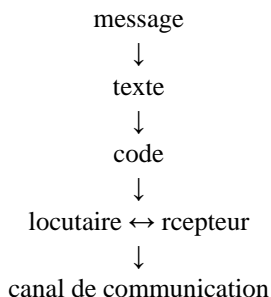 message
↓
texte
↓
code
↓
locutaire ↔ rcepteur
↓
canal de communication